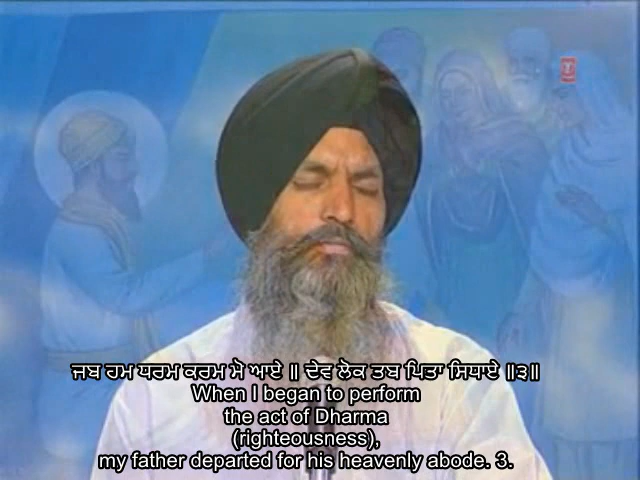 T
ਜਬ ਹਮ ਧਰਮ ਕਰਮ ਮੋ ਆਏ ॥ ਦੇਵ ਲੋਕ ਤਬ ਪਿਤਾ ਸਿਧਾਏ ॥੩॥
When I began to perform
the act of Dharma
(righteousness),
my father departed for his heavenly abode. 3.